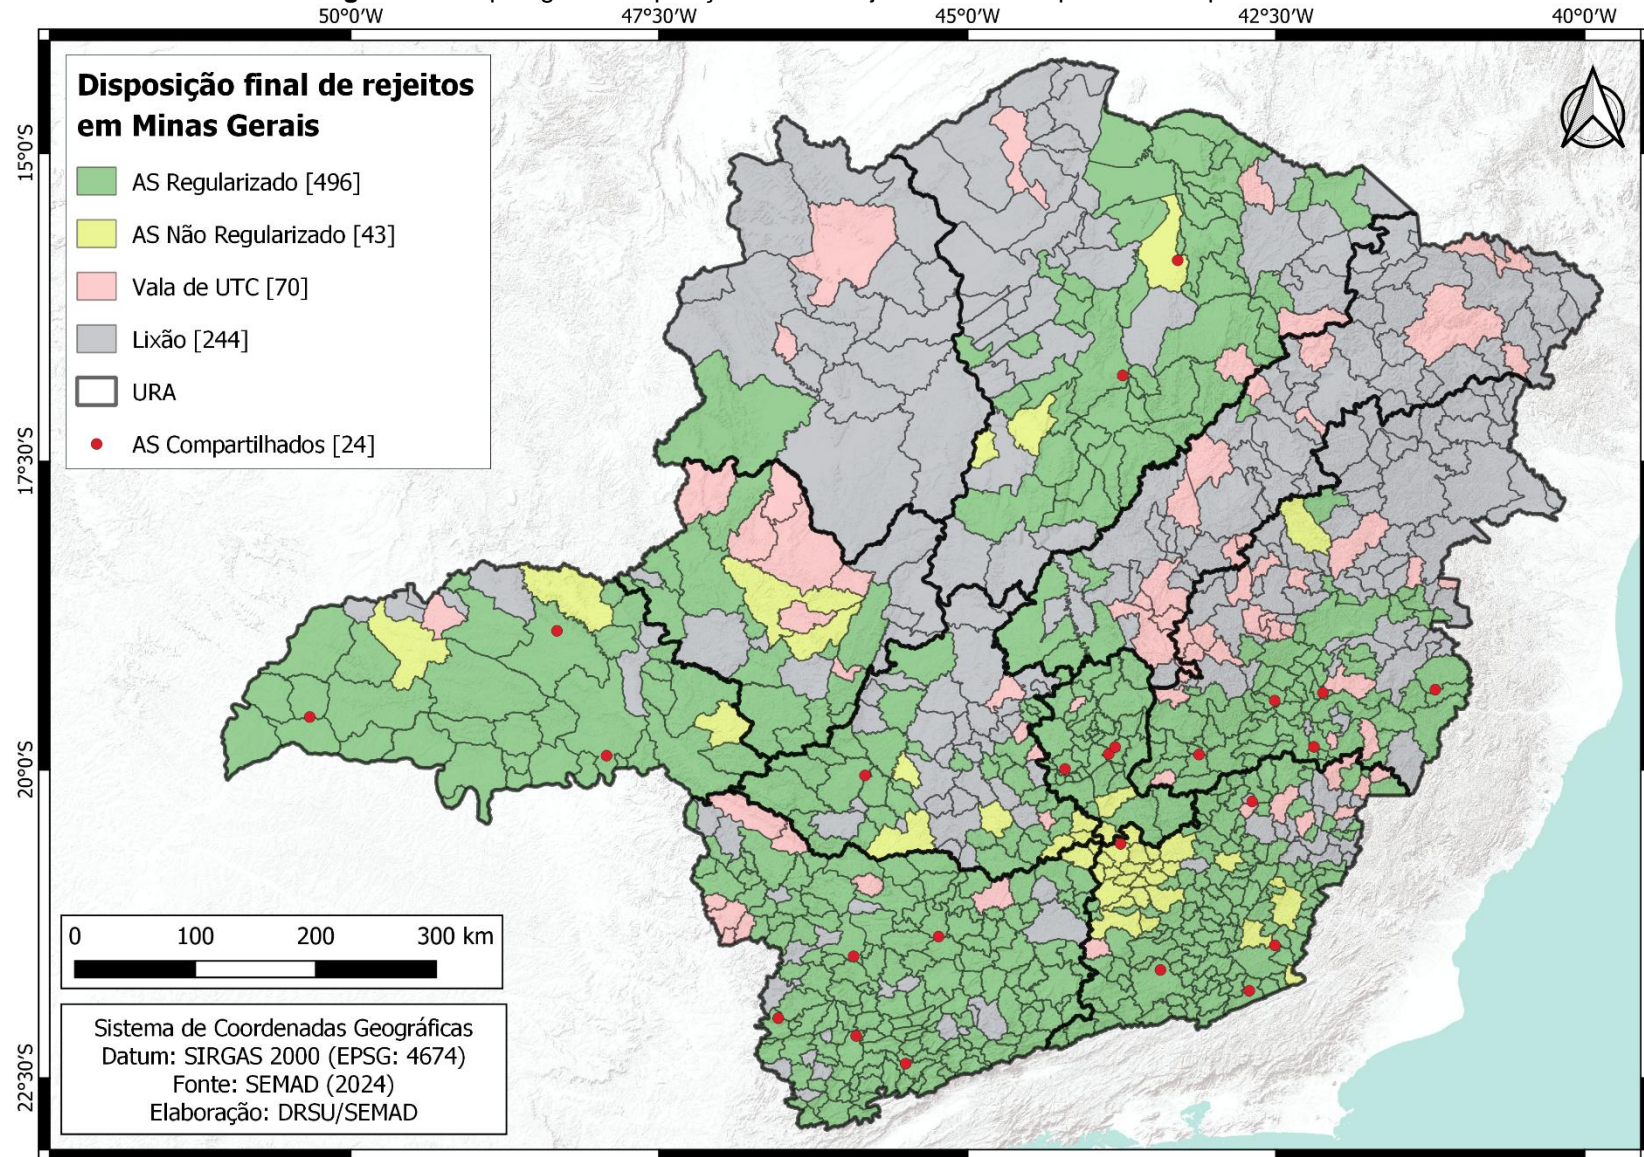 50°0'W 47°30'W 45°0'W 42°30'W 40°0'W
Disposição final de rejeitos
em Minas Gerais
AS Regularizado [496]
AS Não Regularizado [43]
Vala de UTC [70]
Lixão [244]
URA
AS Compartilhados [24]
15°0'S
17°30'S
20°0'S
22°30'S
0 100 200 300 km
Sistema de Coordenadas Geográficas
Datum: SIRGAS 2000 (EPSG: 4674)
Fonte: SEMAD (2024)
Elaboração: DRSU/SEMAD